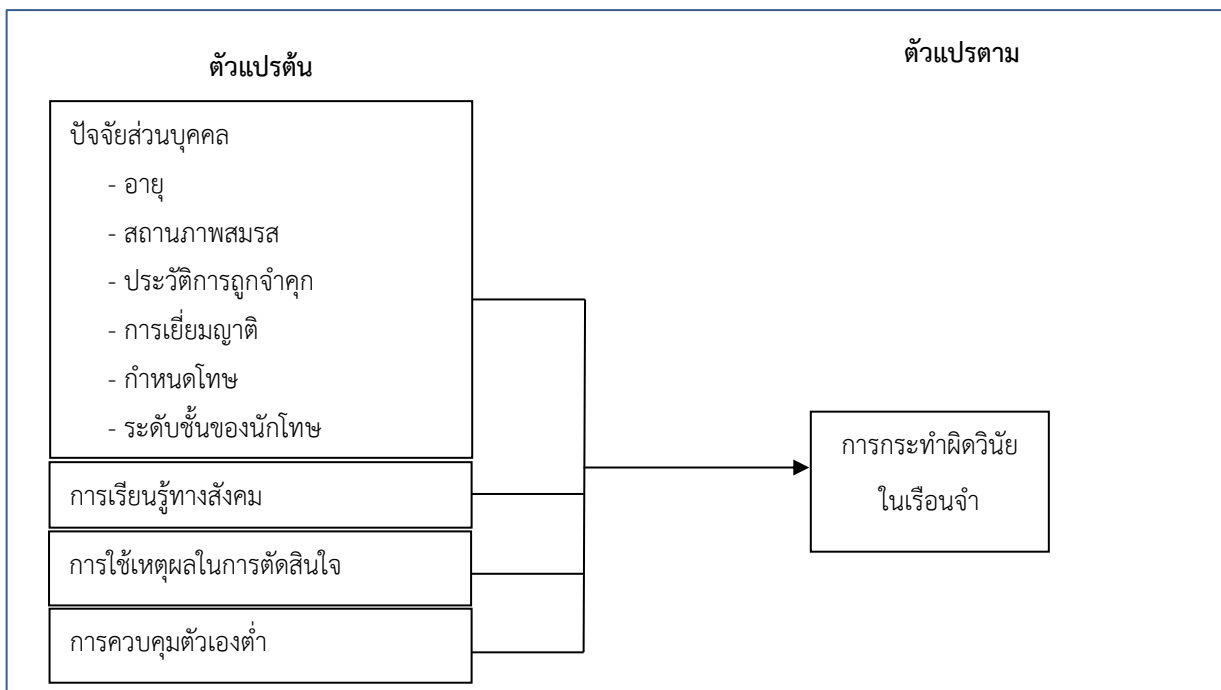 ตัวแปรต้น
ปัจจัยส่วนบุคคล
- อายุ
- สถานภาพสมรส
- ประวัติการถูกจำคุก
- การเยี่ยมญาติ
- กำหนดโทษ
- ระดับชั้นของนักโทษ
การเรียนรู้ทางสังคม
การใช้เหตุผลในการตัดสินใจ
การควบคุมตัวเองต่ำ
ตัวแปรตาม
การกระทำผิดวินัย
ในเรือนจำ